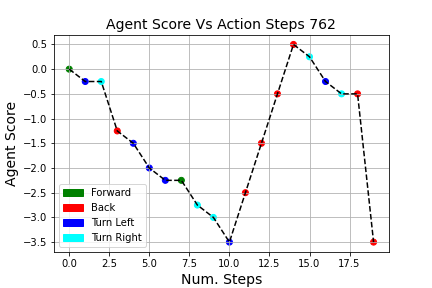 Agent Score Vs Action Steps 762
Agent Score
0.5
0.0
−0.5
−1.0
−1.5
−2.0
−2.5
−3.0
−3.5
Forward
Back
Turn Left
Turn Right
0.0 2.5 5.0 7.5 10.0 12.5 15.0 17.5
Num. Steps